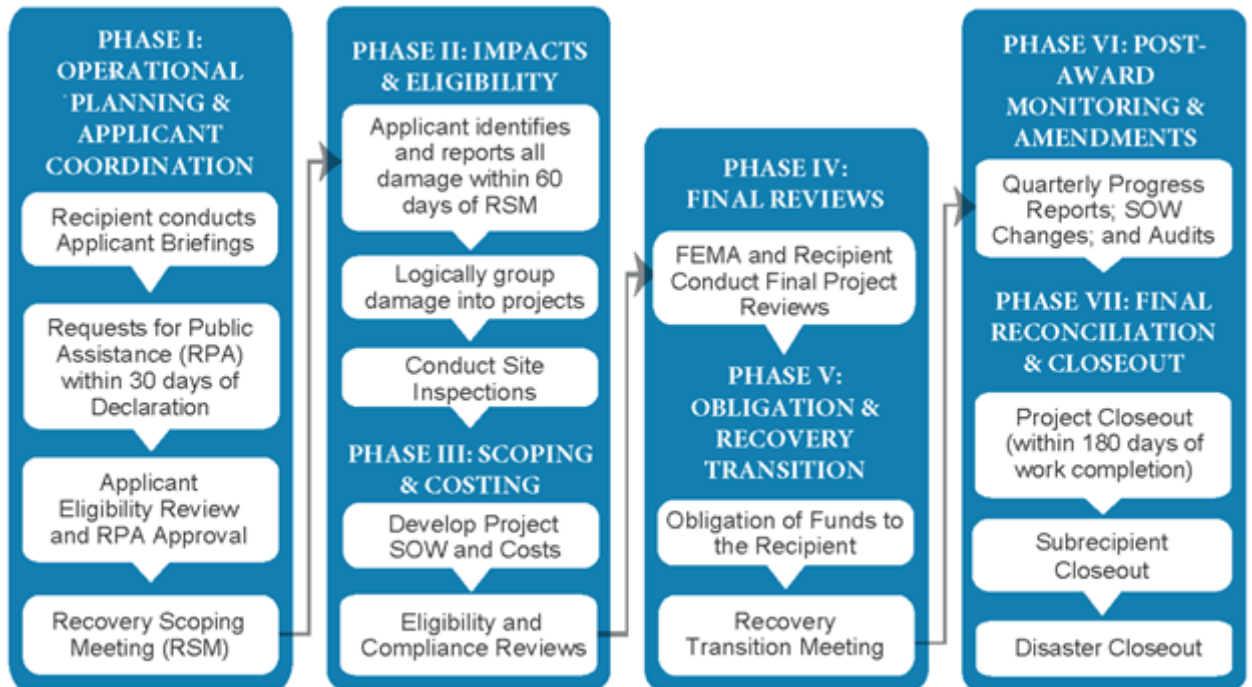 PHASE I:
OPERATIONAL
PLANNING &
APPLICANT
COORDINATION
Recipient conducts
Applicant Briefings
Requests for Public
Assistance (RPA)
within 30 days of
Declaration
Applicant
Eligibility Review
and RPA Approval
Recovery Scoping
Meeting (RSM)
PHASE II: IMPACTS
& ELIGIBILITY
Applicant identifies
and reports all
damage within 60
days of RSM
Logically group
damage into projects
Conduct Site
Inspections
PHASE III: SCOPING
& COSTING
Develop Project
SOW and Costs
Eligibility and
Compliance Reviews
PHASE IV:
FINAL REVIEWS
FEMA and Recipient
Conduct Final Project
Reviews
PHASE V:
OBLIGATION &
RECOVERY
TRANSITION
Obligation of Funds to
the Recipient
Recovery
Transition Meeting
PHASE VI: POST-
AWARD
MONITORING &
AMENDMENTS
Quarterly Progress
Reports; SOW
Changes; and Audits
PHASE VII: FINAL
RECONCILIATION
& CLOSEOUT
Project Closeout
(within 180 days of
work completion)
Subrecipient
Closeout
Disaster Closeout